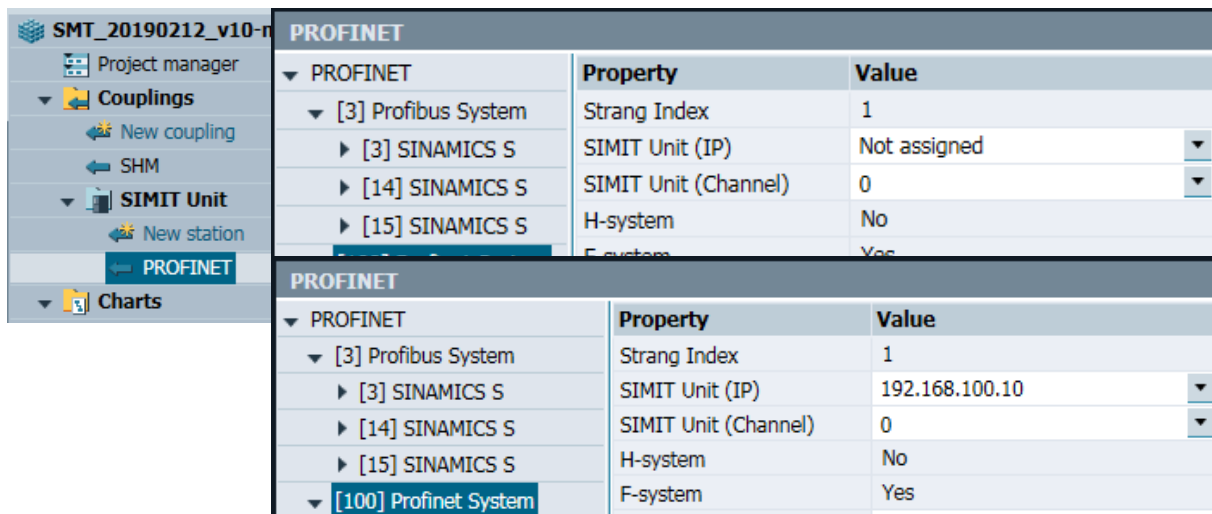 SMT_20190212_v10-n
Project manager
Couplings
New coupling
SHM
SIMIT Unit
New station
PROFINET
Charts
PROFINET
PROFINET
[3] Profibus System
[3] SINAMICS S
[14] SINAMICS S
[15] SINAMICS S
Property Value
Strang Index 1
SIMIT Unit (IP) Not assigned
SIMIT Unit (Channel) 0
H-system No
F-system Yes
PROFINET
PROFINET
[3] Profibus System
[3] SINAMICS S
[14] SINAMICS S
[15] SINAMICS S
[100] Profinet System
Property Value
Strang Index 1
SIMIT Unit (IP) 192.168.100.10
SIMIT Unit (Channel) 0
H-system No
F-system Yes